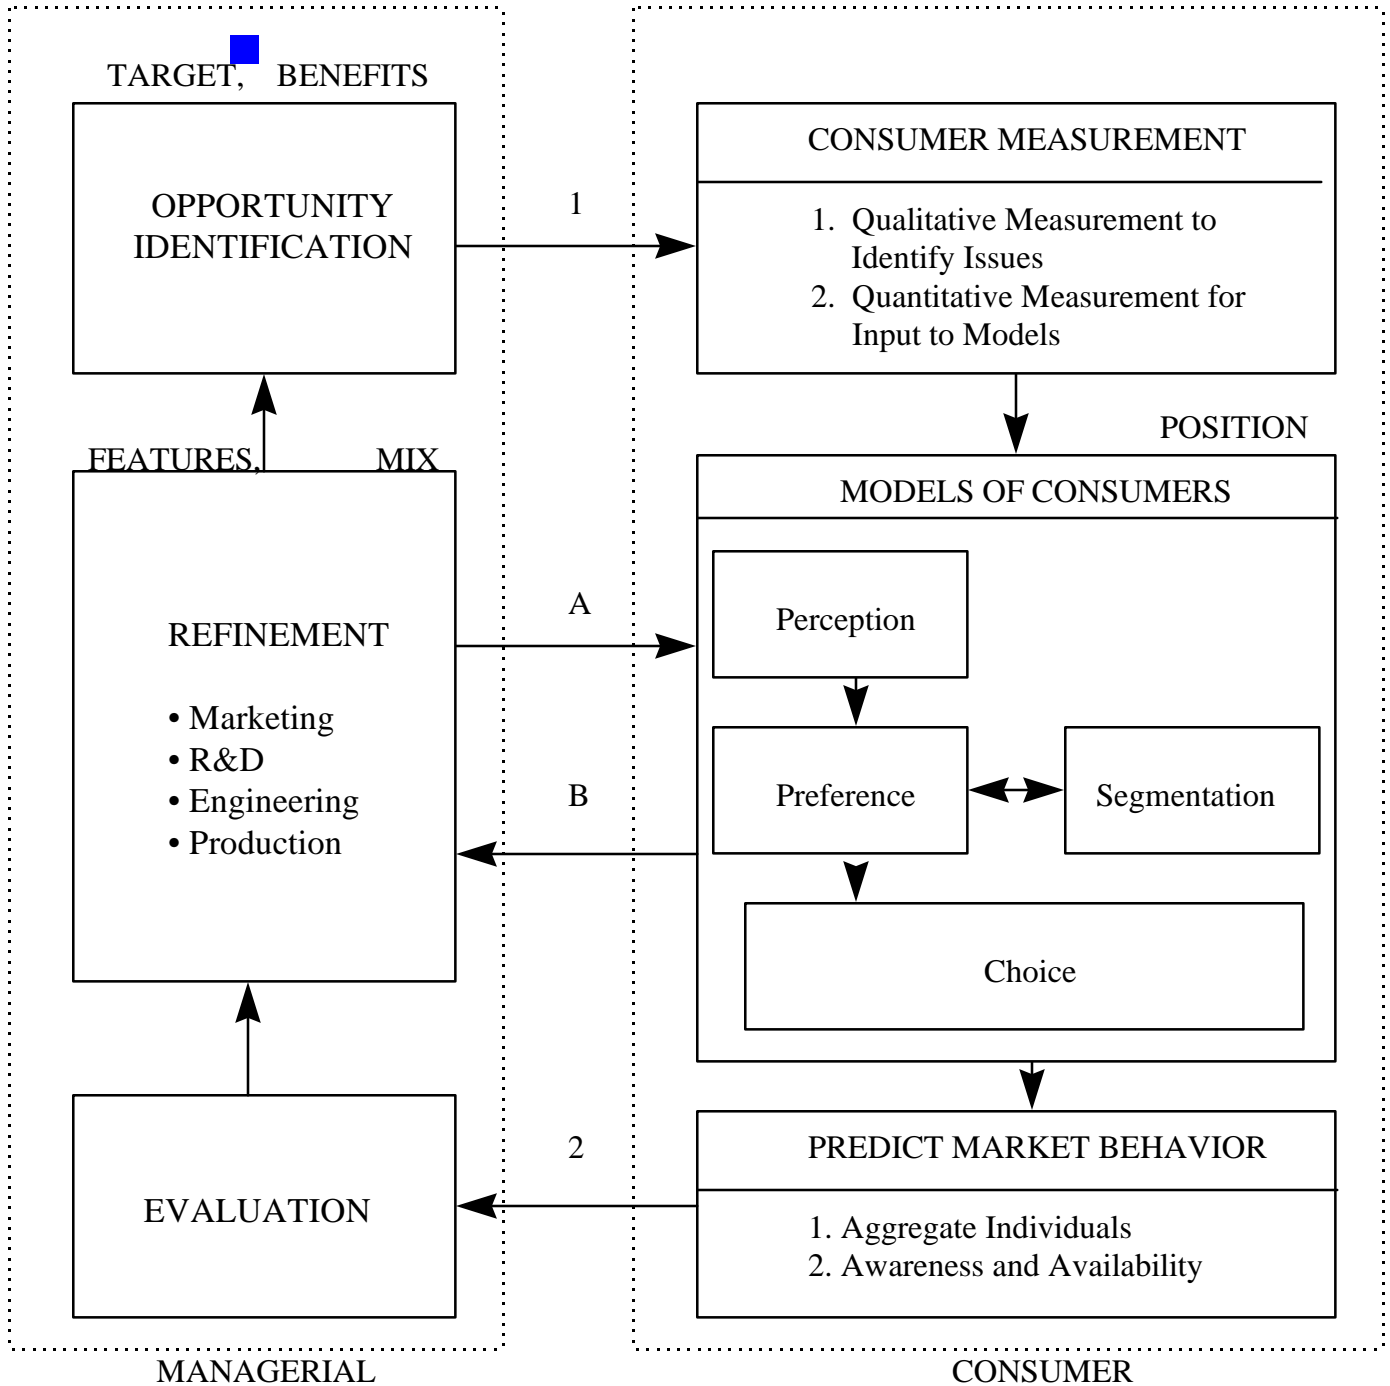 TARGET, BENEFITS
OPPORTUNITY
IDENTIFICATION
1
CONSUMER MEASUREMENT
1. Qualitative Measurement to
Identify Issues
2. Quantitative Measurement for
Input to Models
POSITION
FEATURES, MIX
REFINEMENT
• Marketing
• R&D
• Engineering
• Production
A
B
MODELS OF CONSUMERS
Perception
Preference
Segmentation
Choice
EVALUATION
2
PREDICT MARKET BEHAVIOR
1. Aggregate Individuals
2. Awareness and Availability
MANAGERIAL
CONSUMER